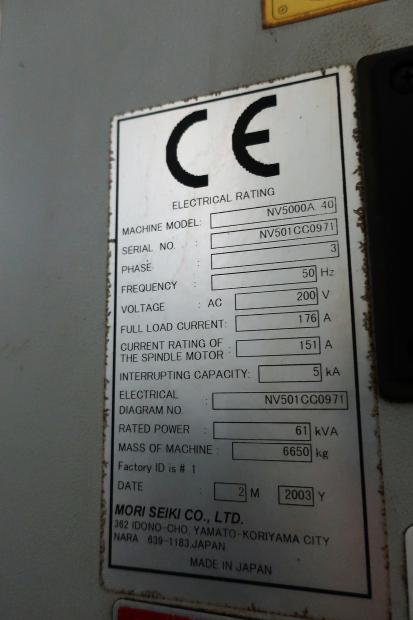 CE
ELECTRICAL RATING
MACHINE MODEL: NV5000A 40
SERIAL NO. : NV501CC0971
PHASE : 3
FREQUENCY : 50 Hz
VOLTAGE : AC 200 V
FULL LOAD CURRENT: 176 A
CURRENT RATING OF
THE SPINDLE MOTOR : 151 A
INTERRUPTING CAPACITY: 5 kA
ELECTRICAL
DIAGRAM NO. : NV501CC0971
RATED POWER : 61 kVA
MASS OF MACHINE : 6650 kg
Factory ID is # 1
DATE : 2 M 2003 Y
MORI SEIKI CO., LTD.
362 IDONO-CHO, YAMATO-KORIYAMA CITY
NARA 639-1183,JAPAN
MADE IN JAPAN